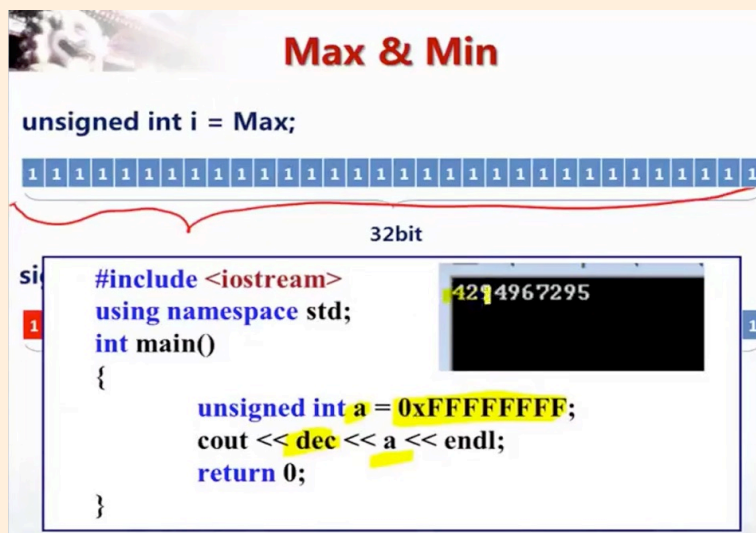 Max & Min
unsigned int i = Max;
1 1 1 1 1 1 1 1 1 1 1 1 1 1 1 1 1 1 1 1 1 1 1 1 1 1 1 1 1 1 1 1
32bit
#include <iostream>
using namespace std;
int main()
{
unsigned int a = 0xFFFFFFFF;
cout << dec << a << endl;
return 0;
}
4294967295
1
1